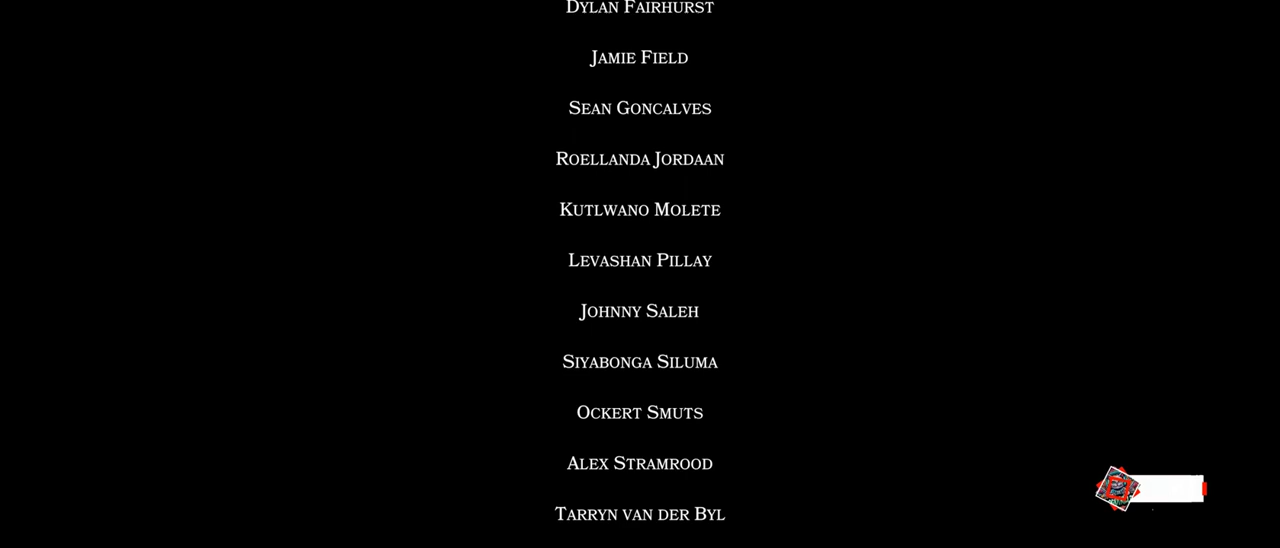 DYLAN FAIRHURST
JAMIE FIELD
SEAN GONCALVES
ROELLANDA JORDAAN
KUTLWANO MOLETE
LEVASHAN PILLAY
JOHNNY SALEH
SIYABONGA SILUMA
OCKERT SMUTS
ALEX STRAMROOD
TARRYN VAN DER BYL